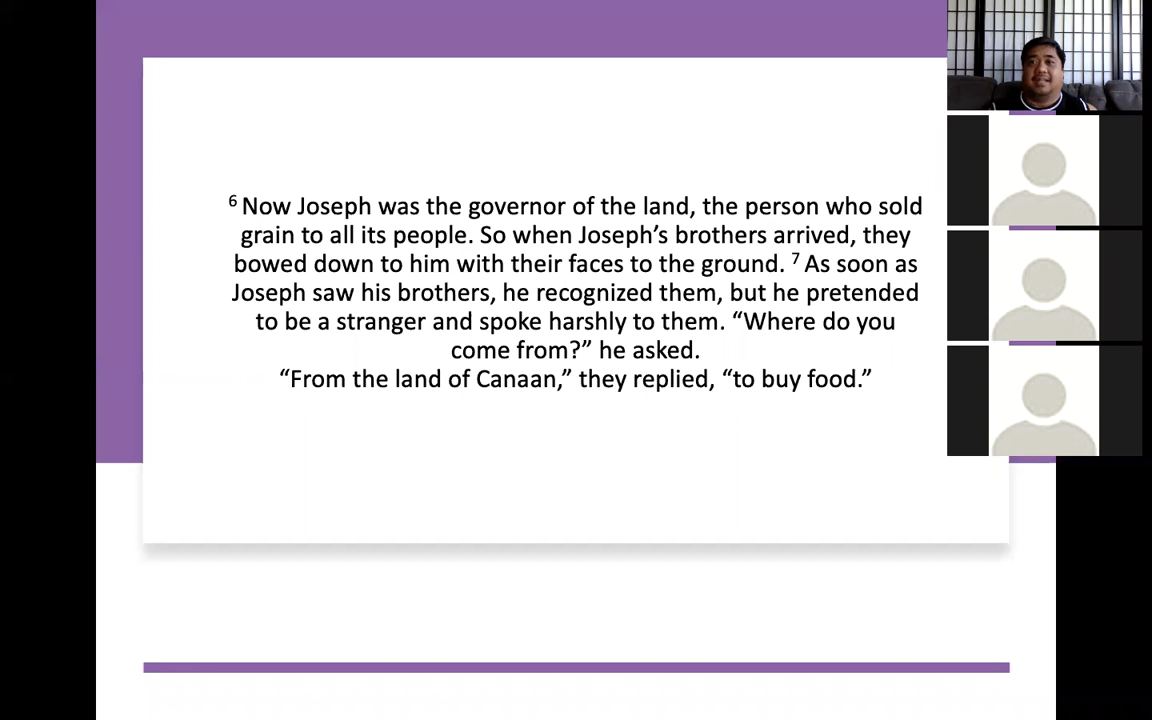 ⁶ Now Joseph was the governor of the land, the person who sold
grain to all its people. So when Joseph’s brothers arrived, they
bowed down to him with their faces to the ground. ⁷ As soon as
Joseph saw his brothers, he recognized them, but he pretended
to be a stranger and spoke harshly to them. “Where do you
come from?” he asked.
“From the land of Canaan,” they replied, “to buy food.”